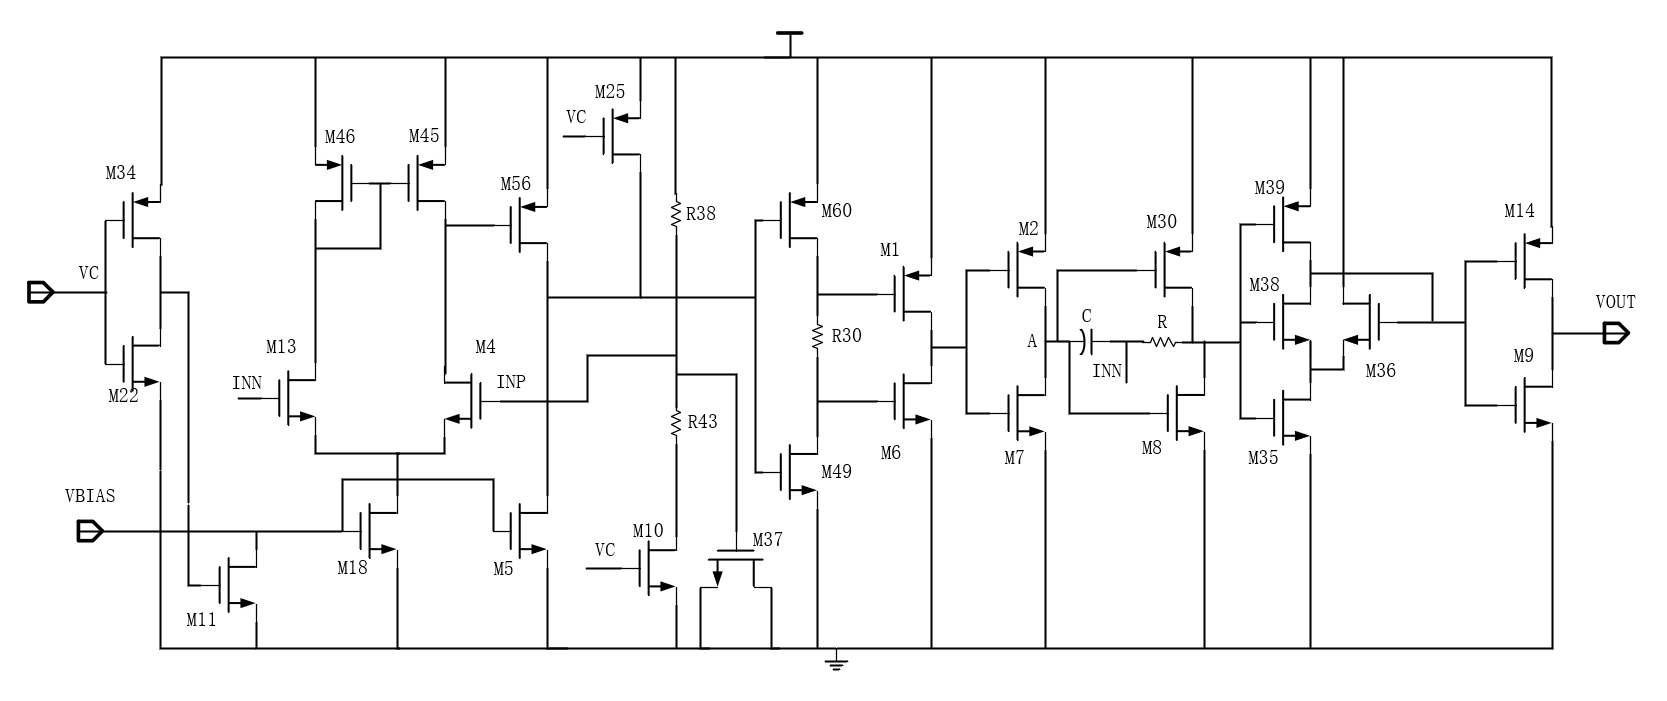 M25
VC
M46
M45
M34
M56
M39
M60
R38
M14
M2
M30
M1
VC
M38
VOUT
C
R
R30
A
M13
M4
M9
INN
M36
INN
INP
M22
R43
M6
M8
M7
M35
M49
VBIAS
M10
M37
VC
M18
M5
M11